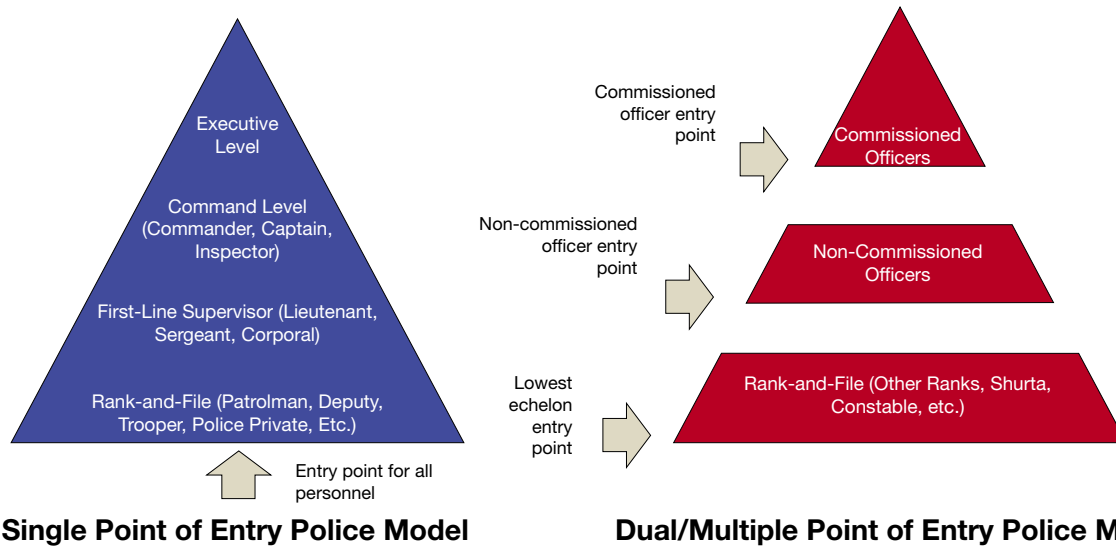 Executive
Level
Command Level
(Commander, Captain,
Inspector)
First-Line Supervisor (Lieutenant,
Sergeant, Corporal)
Rank-and-File (Patrolman, Deputy,
Trooper, Police Private, Etc.)
Entry point for all
personnel
Single Point of Entry Police Model
Commissioned
officer entry
point
Commissioned
Officers
Non-commissioned
officer entry
point
Non-Commissioned
Officers
Lowest
echelon
entry
point
Rank-and-File (Other Ranks, Shurta,
Constable, etc.)
Dual/Multiple Point of Entry Police M